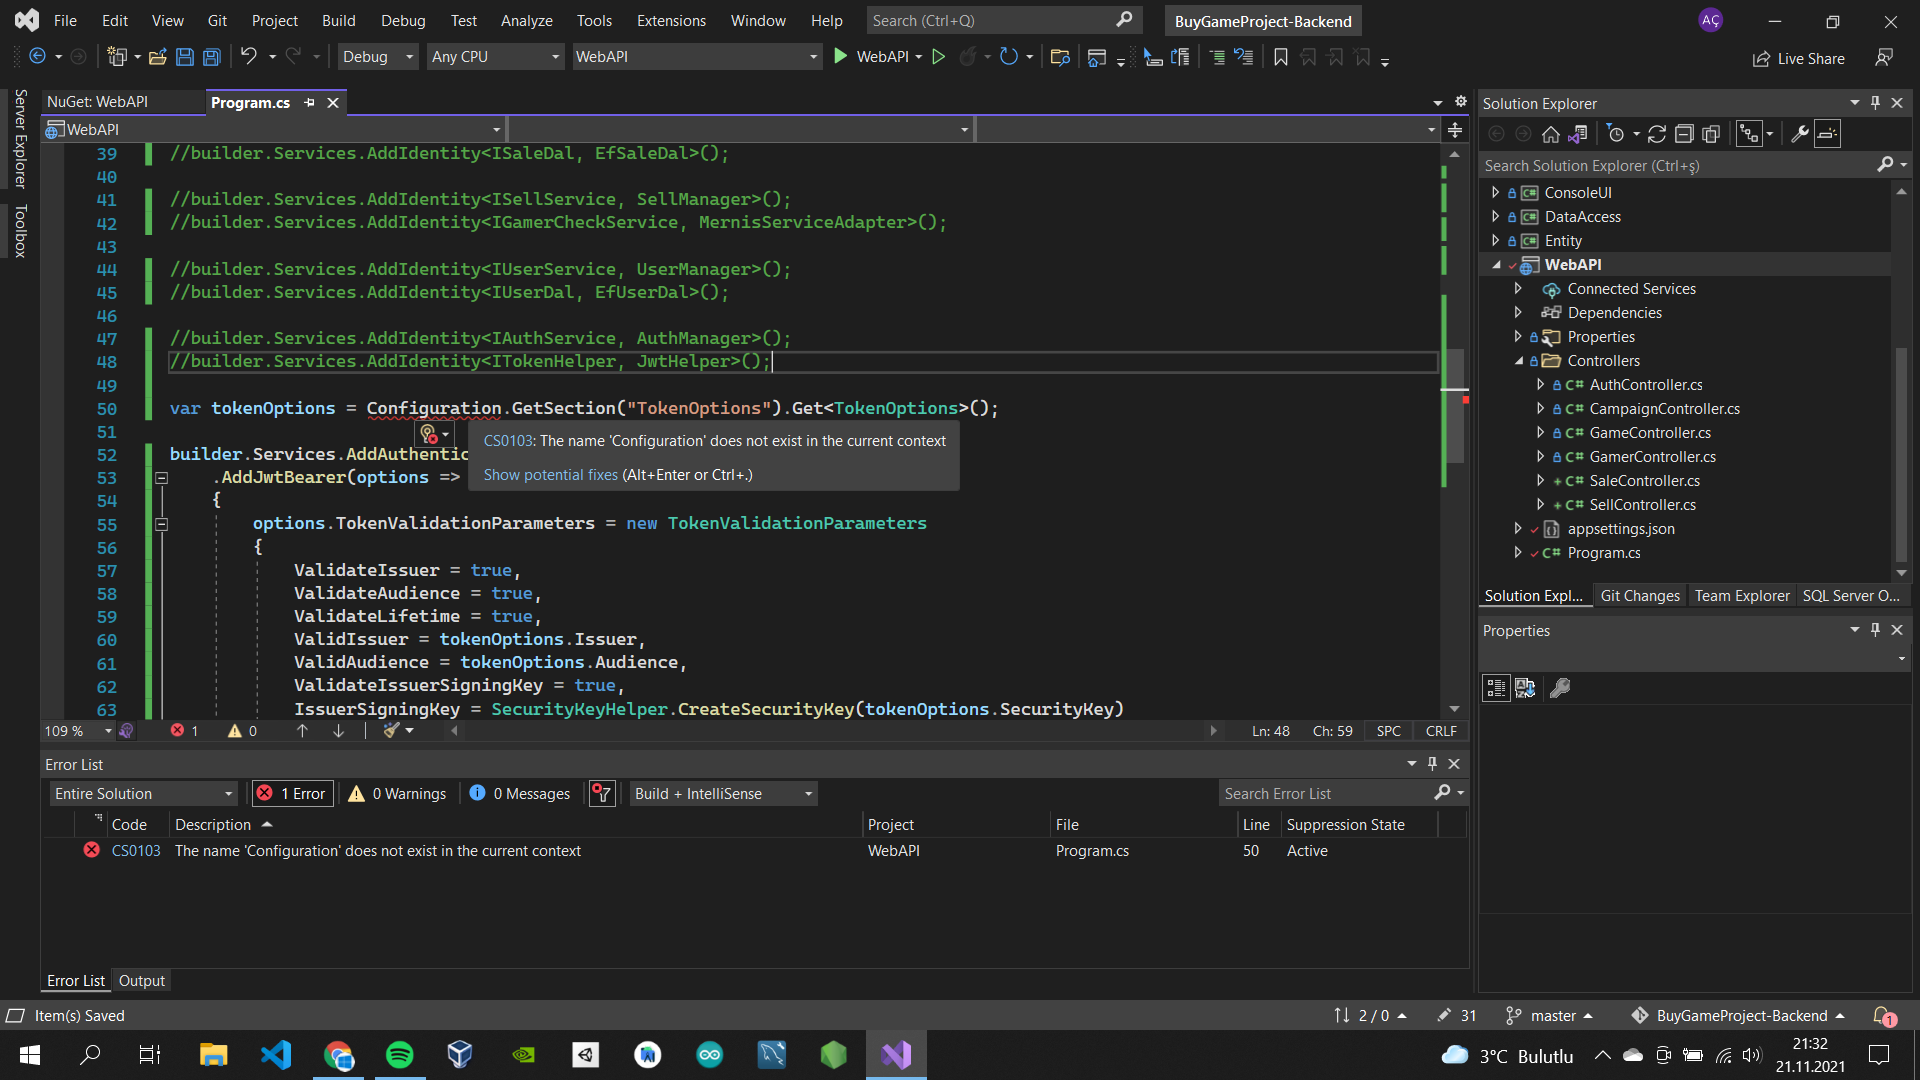 File Edit View Git Project Build Debug Test Analyze Tools Extensions Window Help Search (Ctrl+Q) BuyGameProject-Backend AÇ
Debug Any CPU WebAPI WebAPI Live Share
Server Explorer
Toolbox
NuGet: WebAPI Program.cs
WebAPI
39 //builder.Services.AddIdentity<ISaleDal, EfSaleDal>();
40
41 //builder.Services.AddIdentity<ISellService, SellManager>();
42 //builder.Services.AddIdentity<IGamerCheckService, MernisServiceAdapter>();
43
44 //builder.Services.AddIdentity<IUserService, UserManager>();
45 //builder.Services.AddIdentity<IUserDal, EfUserDal>();
46
47 //builder.Services.AddIdentity<IAuthService, AuthManager>();
48 //builder.Services.AddIdentity<ITokenHelper, JwtHelper>();
49
50 var tokenOptions = Configuration.GetSection("TokenOptions").Get<TokenOptions>();
51
CS0103: The name 'Configuration' does not exist in the current context
Show potential fixes (Alt+Enter or Ctrl+.)
52 builder.Services.AddAuthentic
53 .AddJwtBearer(options =>
54 {
55 options.TokenValidationParameters = new TokenValidationParameters
56 {
57 ValidateIssuer = true,
58 ValidateAudience = true,
59 ValidateLifetime = true,
60 ValidIssuer = tokenOptions.Issuer,
61 ValidAudience = tokenOptions.Audience,
62 ValidateIssuerSigningKey = true,
63 IssuerSigningKey = SecurityKeyHelper.CreateSecurityKey(tokenOptions.SecurityKey)
109 % 1 0 Ln: 48 Ch: 59 SPC CRLF
Error List
Entire Solution 1 Error 0 Warnings 0 Messages Build + IntelliSense Search Error List
Code Description Project File Line Suppression State
CS0103 The name 'Configuration' does not exist in the current context WebAPI Program.cs 50 Active
Error List Output
Solution Explorer
Search Solution Explorer (Ctrl+ş)
C# ConsoleUI
C# DataAccess
C# Entity
WebAPI
Connected Services
Dependencies
Properties
Controllers
C# AuthController.cs
C# CampaignController.cs
C# GameController.cs
C# GamerController.cs
+ C# SaleController.cs
+ C# SellController.cs
appsettings.json
C# Program.cs
Solution Expl... Git Changes Team Explorer SQL Server O...
Properties
Item(s) Saved 2 / 0 31 master BuyGameProject-Backend 1
3°C Bulutlu 21:32
21.11.2021